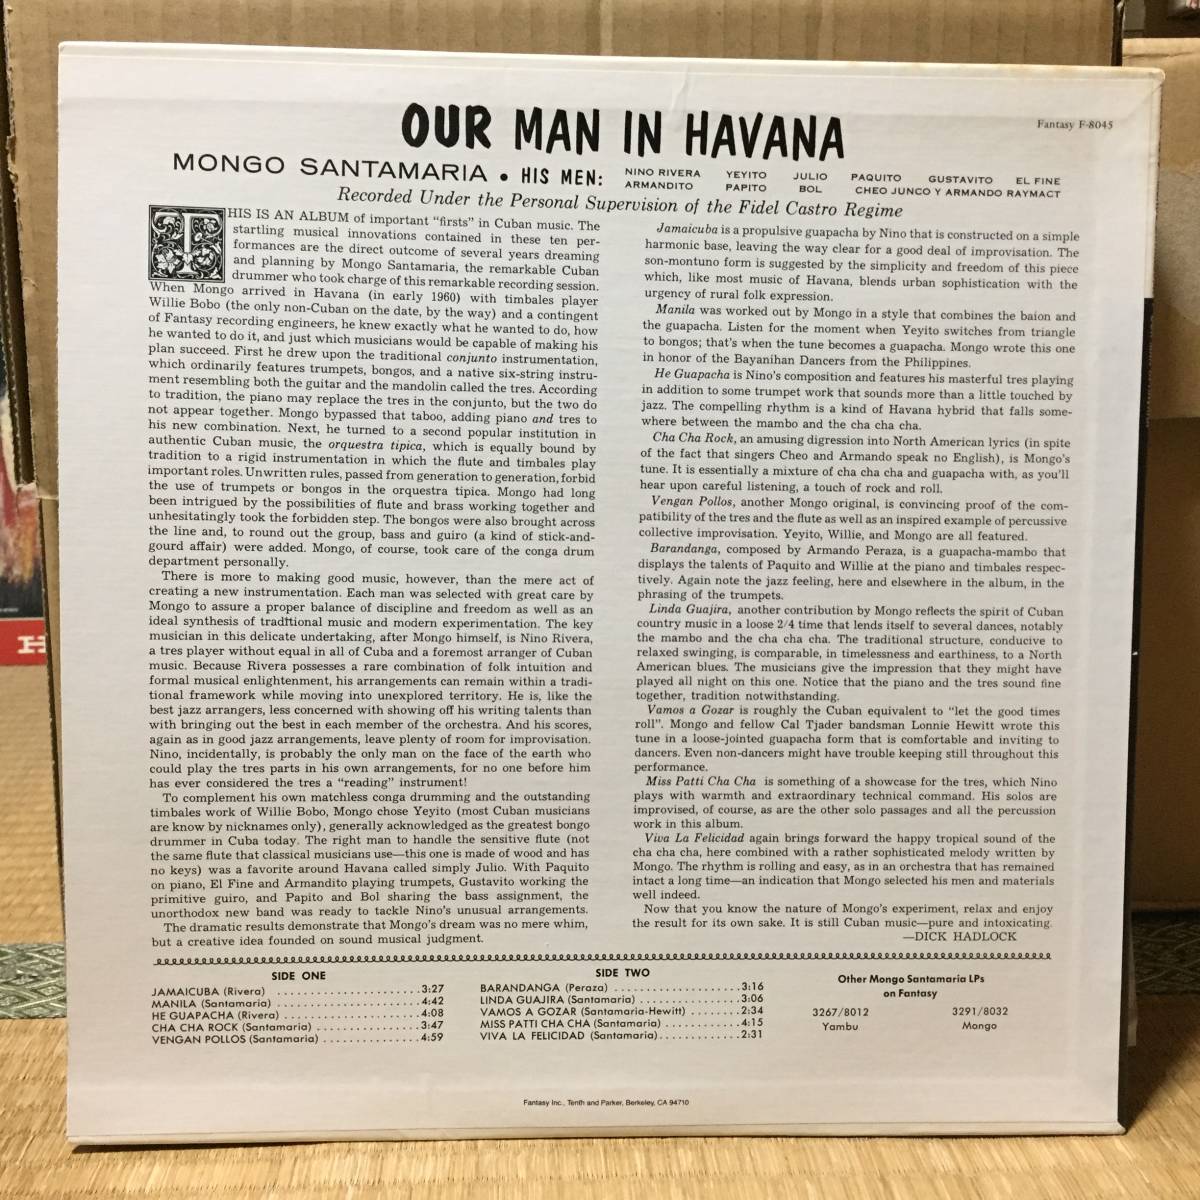 OUR MAN IN HAVANA
Fantasy F-8045
MONGO SANTAMARIA • HIS MEN: NINO RIVERA YEYITO JULIO PAQUITO GUSTAVITO EL FINE
ARMANDITO PAPITO BOL CHEO JUNCO Y ARMANDO RAYMACT
Recorded Under the Personal Supervision of the Fidel Castro Regime
THIS IS AN ALBUM of important “firsts” in Cuban music. The
startling musical innovations contained in these ten per-
formances are the direct outcome of several years dreaming
and planning by Mongo Santamaria, the remarkable Cuban
drummer who took charge of this remarkable recording session.
When Mongo arrived in Havana (in early 1960) with timbales player
Willie Bobo (the only non-Cuban on the date, by the way) and a contingent
of Fantasy recording engineers, he knew exactly what he wanted to do, how
he wanted to do it, and just which musicians would be capable of making his
plan succeed. First he drew upon the traditional conjunto instrumentation,
which ordinarily features trumpets, bongos, and a native six-string instru-
ment resembling both the guitar and the mandolin called the tres. According
to tradition, the piano may replace the tres in the conjunto, but the two do
not appear together. Mongo bypassed that taboo, adding piano and tres to
his new combination. Next, he turned to a second popular institution in
authentic Cuban music, the orquestra tipica, which is equally bound by
tradition to a rigid instrumentation in which the flute and timbales play
important roles. Unwritten rules, passed from generation to generation, forbid
the use of trumpets or bongos in the orquestra tipica. Mongo had long
been intrigued by the possibilities of flute and brass working together and
unhesitatingly took the forbidden step. The bongos were also brought across
the line and, to round out the group, bass and guiro (a kind of stick-and-
gourd affair) were added. Mongo, of course, took care of the conga drum
department personally.
There is more to making good music, however, than the mere act of
creating a new instrumentation. Each man was selected with great care by
Mongo to assure a proper balance of discipline and freedom as well as an
ideal synthesis of traditional music and modern experimentation. The key
musician in this delicate undertaking, after Mongo himself, is Nino Rivera,
a tres player without equal in all of Cuba and a foremost arranger of Cuban
music. Because Rivera possesses a rare combination of folk intuition and
formal musical enlightenment, his arrangements can remain within a tradi-
tional framework while moving into unexplored territory. He is, like the
best jazz arrangers, less concerned with showing off his writing talents than
with bringing out the best in each member of the orchestra. And his scores,
again as in good jazz arrangements, leave plenty of room for improvisation.
Nino, incidentally, is probably the only man on the face of the earth who
could play the tres parts in his own arrangements, for no one before him
has ever considered the tres a “reading” instrument!
To complement his own matchless conga drumming and the outstanding
timbales work of Willie Bobo, Mongo chose Yeyito (most Cuban musicians
are know by nicknames only), generally acknowledged as the greatest bongo
drummer in Cuba today. The right man to handle the sensitive flute (not
the same flute that classical musicians use—this one is made of wood and has
no keys) was a favorite around Havana called simply Julio. With Paquito
on piano, El Fine and Armandito playing trumpets, Gustavito working the
primitive guiro, and Papito and Bol sharing the bass assignment, the
unorthodox new band was ready to tackle Nino’s unusual arrangements.
The dramatic results demonstrate that Mongo’s dream was no mere whim,
but a creative idea founded on sound musical judgment.
Jamaicuba is a propulsive guapacha by Nino that is constructed on a simple
harmonic base, leaving the way clear for a good deal of improvisation. The
son-montuno form is suggested by the simplicity and freedom of this piece
which, like most music of Havana, blends urban sophistication with the
urgency of rural folk expression.
Manila was worked out by Mongo in a style that combines the baion and
the guapacha. Listen for the moment when Yeyito switches from triangle
to bongos; that’s when the tune becomes a guapacha. Mongo wrote this one
in honor of the Bayanihan Dancers from the Philippines.
He Guapacha is Nino’s composition and features his masterful tres playing
in addition to some trumpet work that sounds more than a little touched by
jazz. The compelling rhythm is a kind of Havana hybrid that falls some-
where between the mambo and the cha cha cha.
Cha Cha Rock, an amusing digression into North American lyrics (in spite
of the fact that singers Cheo and Armando speak no English), is Mongo’s
tune. It is essentially a mixture of cha cha cha and guapacha with, as you’ll
hear upon careful listening, a touch of rock and roll.
Vengan Pollos, another Mongo original, is convincing proof of the com-
patibility of the tres and the flute as well as an inspired example of percussive
collective improvisation. Yeyito, Willie, and Mongo are all featured.
Barandanga, composed by Armando Peraza, is a guapacha-mambo that
displays the talents of Paquito and Willie at the piano and timbales respec-
tively. Again note the jazz feeling, here and elsewhere in the album, in the
phrasing of the trumpets.
Linda Guajira, another contribution by Mongo reflects the spirit of Cuban
country music in a loose 2/4 time that lends itself to several dances, notably
the mambo and the cha cha cha. The traditional structure, conducive to
relaxed swinging, is comparable, in timelessness and earthiness, to a North
American blues. The musicians give the impression that they might have
played all night on this one. Notice that the piano and the tres sound fine
together, tradition notwithstanding.
Vamos a Gozar is roughly the Cuban equivalent to “let the good times
roll”. Mongo and fellow Cal Tjader bandsman Lonnie Hewitt wrote this
tune in a loose-jointed guapacha form that is comfortable and inviting to
dancers. Even non-dancers might have trouble keeping still throughout this
performance.
Miss Patti Cha Cha is something of a showcase for the tres, which Nino
plays with warmth and extraordinary technical command. His solos are
improvised, of course, as are the other solo passages and all the percussion
work in this album.
Viva La Felicidad again brings forward the happy tropical sound of the
cha cha cha, here combined with a rather sophisticated melody written by
Mongo. The rhythm is rolling and easy, as in an orchestra that has remained
intact a long time—an indication that Mongo selected his men and materials
well indeed.
Now that you know the nature of Mongo’s experiment, relax and enjoy
the result for its own sake. It is still Cuban music—pure and intoxicating.
—DICK HADLOCK
SIDE ONE
JAMAICUBA (Rivera) ................... 3:27
MANILA (Santamaria) ................... 4:42
HE GUAPACHA (Rivera) ................... 4:08
CHA CHA ROCK (Santamaria) ............... 3:47
VENGAN POLLOS (Santamaria) .............. 4:59
SIDE TWO
BARANDANGA (Peraza) ................... 3:16
LINDA GUAJIRA (Santamaria) ............... 3:06
VAMOS A GOZAR (Santamaria-Hewitt) ........ 2:34
MISS PATTI CHA CHA (Santamaria) ........... 4:15
VIVA LA FELICIDAD (Santamaria)............ 2:31
Other Mongo Santamaria LPs
on Fantasy
3267/8012 3291/8032
Yambu Mongo
Fantasy Inc., Tenth and Parker, Berkeley, CA 94710